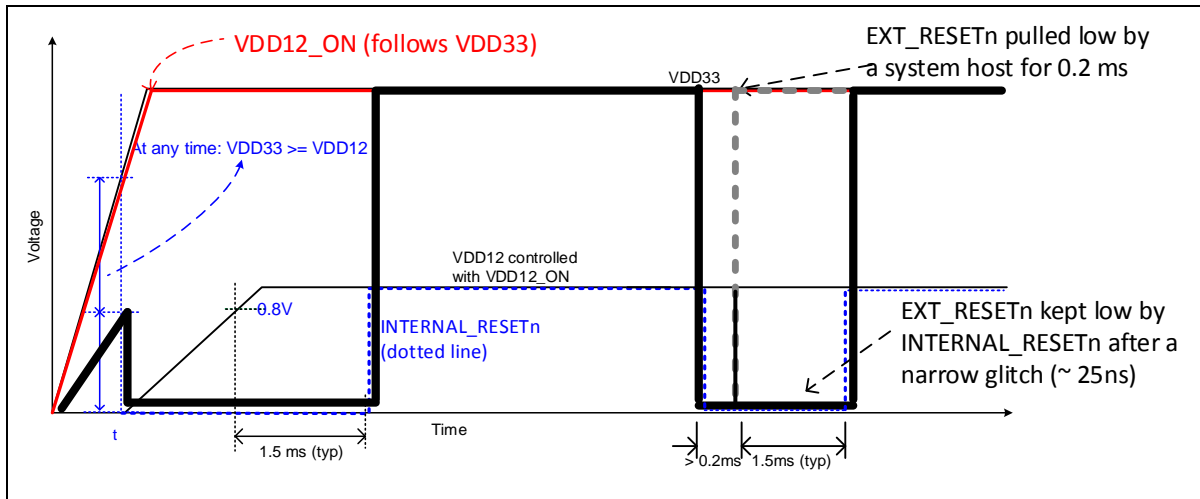 VDD12_ON (follows VDD33)
EXT_RESETn pulled low by
a system host for 0.2 ms
VDD33
At any time: VDD33 >= VDD12
Voltage
VDD12 controlled
with VDD12_ON
0.8V
INTERNAL_RESETn
(dotted line)
EXT_RESETn kept low by
INTERNAL_RESETn after a
narrow glitch (~ 25ns)
t
Time
1.5 ms (typ)
> 0.2ms
1.5ms (typ)